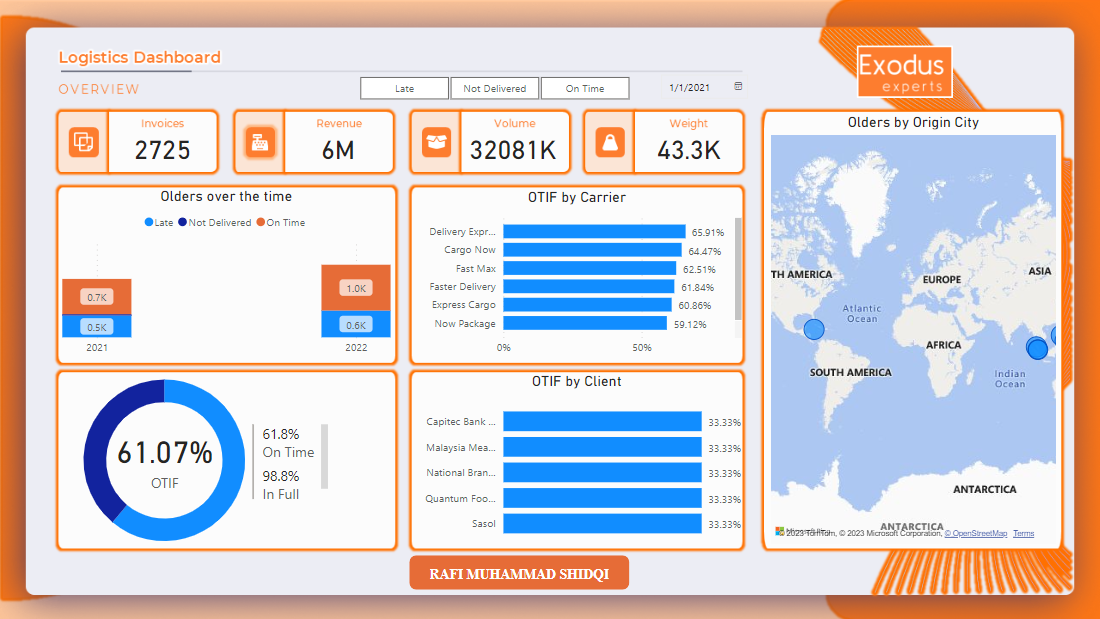 Logistics Dashboard
OVERVIEW
Late
Not Delivered
On Time
1/1/2021
Exodus
experts
Invoices
2725
Revenue
6M
Volume
32081K
Weight
43.3K
Olders over the time
Late Not Delivered On Time
0.7K
0.5K
2021
1.0K
0.6K
2022
OTIF by Carrier
Delivery Expr... 65.91%
Cargo Now 64.47%
Fast Max 62.51%
Faster Delivery 61.84%
Express Cargo 60.86%
Now Package 59.12%
0% 50%
61.07%
OTIF
61.8%
On Time
98.8%
In Full
OTIF by Client
Capitec Bank ... 33.33%
Malaysia Mea... 33.33%
National Bran... 33.33%
Quantum Foo... 33.33%
Sasol 33.33%
Olders by Origin City
TH AMERICA
EUROPE
ASIA
Atlantic
Ocean
AFRICA
SOUTH AMERICA
Indian
Ocean
ANTARCTICA
ANTARCTICA
© 2023 TomTom, © 2023 Microsoft Corporation, © OpenStreetMap Terms
RAFI MUHAMMAD SHIDQI